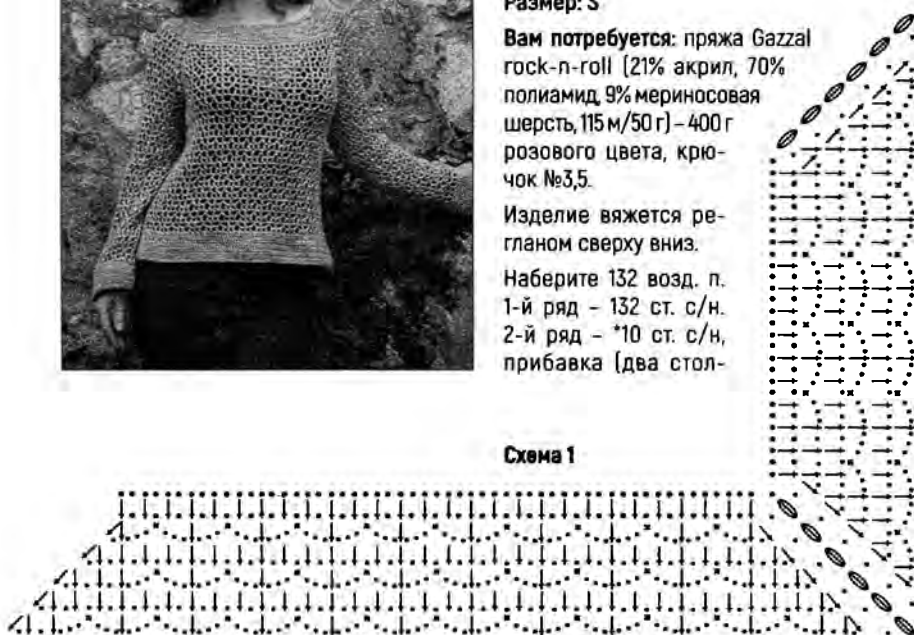 Размер: S
Вам потребуется: пряжа Gazzal
rock-n-roll (21% акрил, 70%
полиамид, 9% мериносовая
шерсть, 115 м/50 г) – 400 г
розового цвета, крю-
чок №3,5.
Изделие вяжется ре-
гланом сверху вниз.
Наберите 132 возд. п.
1-й ряд – 132 ст. с/н.
2-й ряд – *10 ст. с/н,
прибавка (два стол-
Схема 1